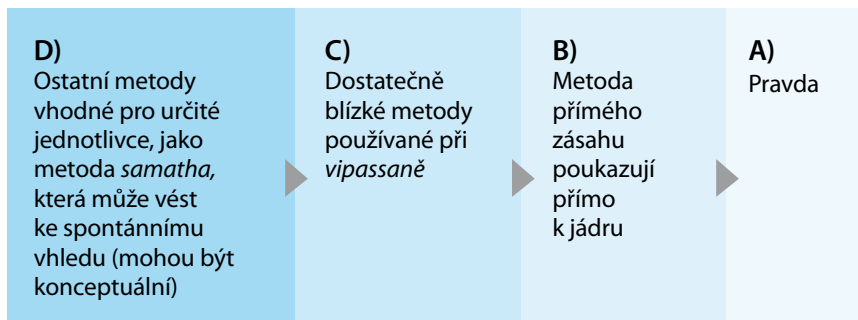 D)
Ostatní metody
vhodné pro určité
jednotlivce, jako
metoda samatha,
která může vést
ke spontánnímu
vhledu (mohou být
konceptuální)
C)
Dostatečně
blízké metody
používané při
vipassaně
B)
Metoda
přímého
zásahu
poukazují
přímo
k jádru
A)
Pravda